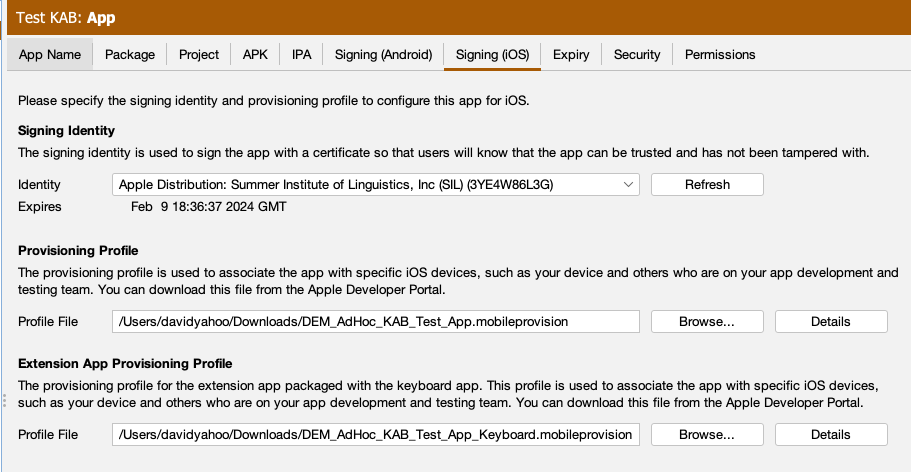 Test KAB: App
App Name Package Project APK IPA Signing (Android) Signing (iOS) Expiry Security Permissions
Please specify the signing identity and provisioning profile to configure this app for iOS.
Signing Identity
The signing identity is used to sign the app with a certificate so that users will know that the app can be trusted and has not been tampered with.
Identity Apple Distribution: Summer Institute of Linguistics, Inc (SIL) (3YE4W86L3G) Refresh
Expires Feb 9 18:36:37 2024 GMT
Provisioning Profile
The provisioning profile is used to associate the app with specific iOS devices, such as your device and others who are on your app development and
testing team. You can download this file from the Apple Developer Portal.
Profile File /Users/davidyahoo/Downloads/DEM_AdHoc_KAB_Test_App.mobileprovision Browse... Details
Extension App Provisioning Profile
The provisioning profile for the extension app packaged with the keyboard app. This profile is used to associate the app with specific iOS devices,
such as your device and others who are on your app development and testing team. You can download this file from the Apple Developer Portal.
Profile File /Users/davidyahoo/Downloads/DEM_AdHoc_KAB_Test_App_Keyboard.mobileprovision Browse... Details